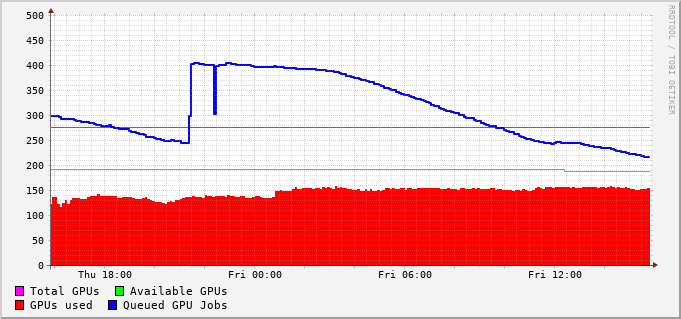 500
450
400
350
300
250
200
150
100
50
0
Thu 18:00 Fri 00:00 Fri 06:00 Fri 12:00
Total GPUs Available GPUs
GPUs used Queued GPU Jobs
RRDTOOL / TOBI OETIKER